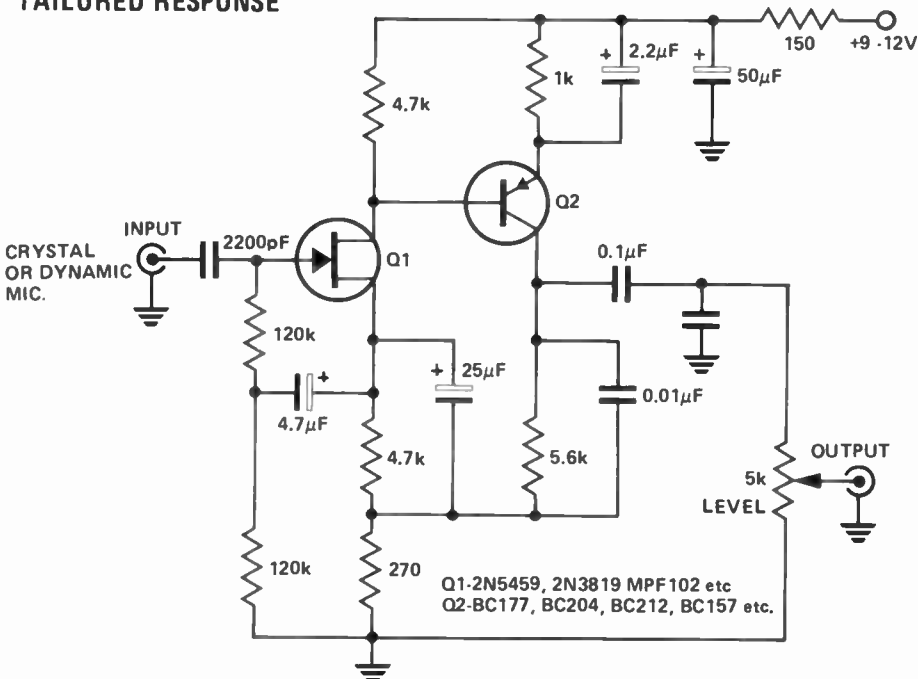 TAILORED RESPONSE
150
+9 -12V
+
2.2µF
+
50µF
1k
4.7k
Q2
INPUT
2200pF
Q1
CRYSTAL
OR DYNAMIC
MIC.
0.1µF
120k
+
4.7µF
+
25µF
0.01µF
4.7k
5.6k
OUTPUT
5k
LEVEL
120k
270
Q1-2N5459, 2N3819 MPF102 etc
Q2-BC177, BC204, BC212, BC157 etc.